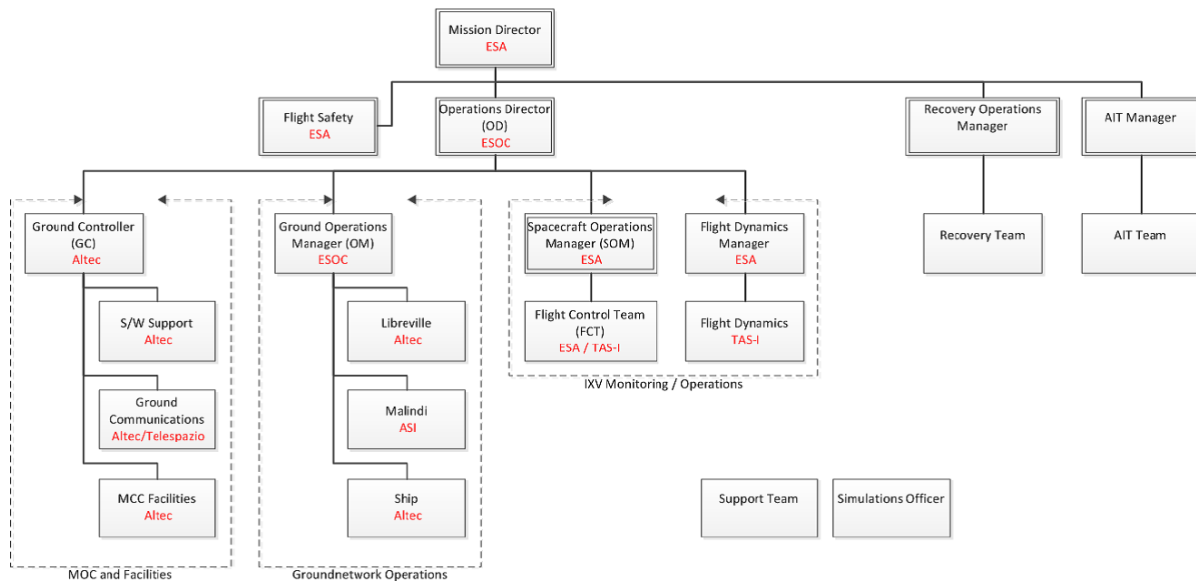 Mission Director
ESA
Flight Safety
ESA
Operations Director
(OD)
ESOC
Recovery Operations
Manager
AIT Manager
Ground Controller
(GC)
Altec
Ground Operations
Manager (OM)
ESOC
Spacecraft Operations
Manager (SOM)
ESA
Flight Dynamics
Manager
ESA
Recovery Team
AIT Team
S/W Support
Altec
Libreville
Altec
Flight Control Team
(FCT)
ESA / TAS-I
Flight Dynamics
TAS-I
IXV Monitoring / Operations
Ground
Communications
Altec/Telespazio
Malindi
ASI
MCC Facilities
Altec
Ship
Altec
Support Team
Simulations Officer
MOC and Facilities
Groundnetwork Operations